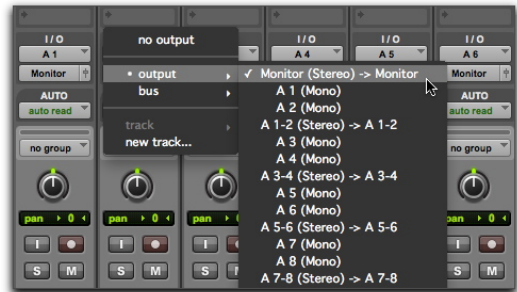 I / O
A 1
Monitor
AUTO
auto read
no group
pan 0
I
S M
no output
• output
bus
track
new track...
pan 0
I
S M
pan
I
S
✓ Monitor (Stereo) -> Monitor
A 1 (Mono)
A 2 (Mono)
A 1-2 (Stereo) -> A 1-2
A 3 (Mono)
A 4 (Mono)
A 3-4 (Stereo) -> A 3-4
A 5 (Mono)
A 6 (Mono)
A 5-6 (Stereo) -> A 5-6
A 7 (Mono)
A 8 (Mono)
A 7-8 (Stereo) -> A 7-8
I / O
A 4
I / O
A 5
I / O
A 6
Monitor
AUTO
auto read
no group
pan 0
I
S M